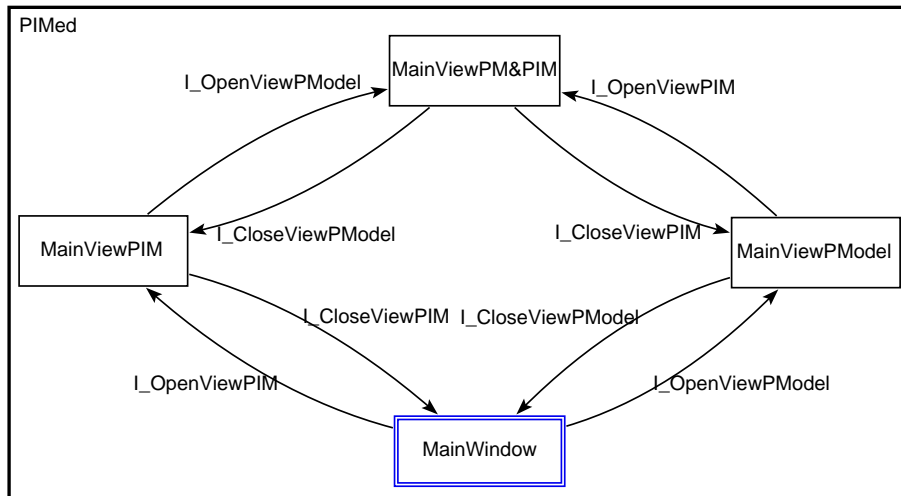 PIMed
MainViewPM&PIM
I_OpenViewPModel
I_OpenViewPIM
I_CloseViewPModel
I_CloseViewPIM
MainViewPIM
MainViewPModel
I_CloseViewPIM
I_CloseViewPModel
I_OpenViewPIM
I_OpenViewPModel
MainWindow